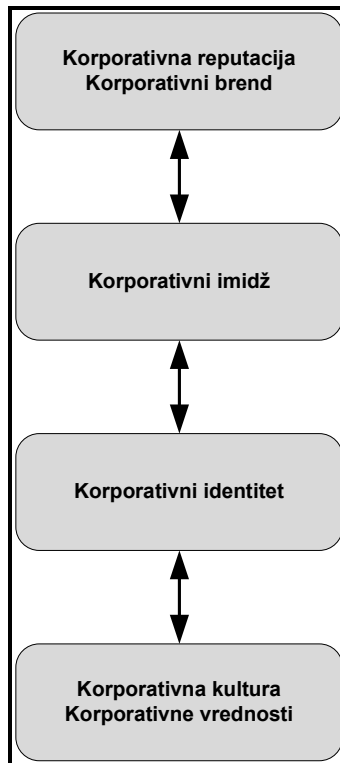 Korporativna reputacija
Korporativni brend
Korporativni imidž
Korporativni identitet
Korporativna kultura
Korporativne vrednosti